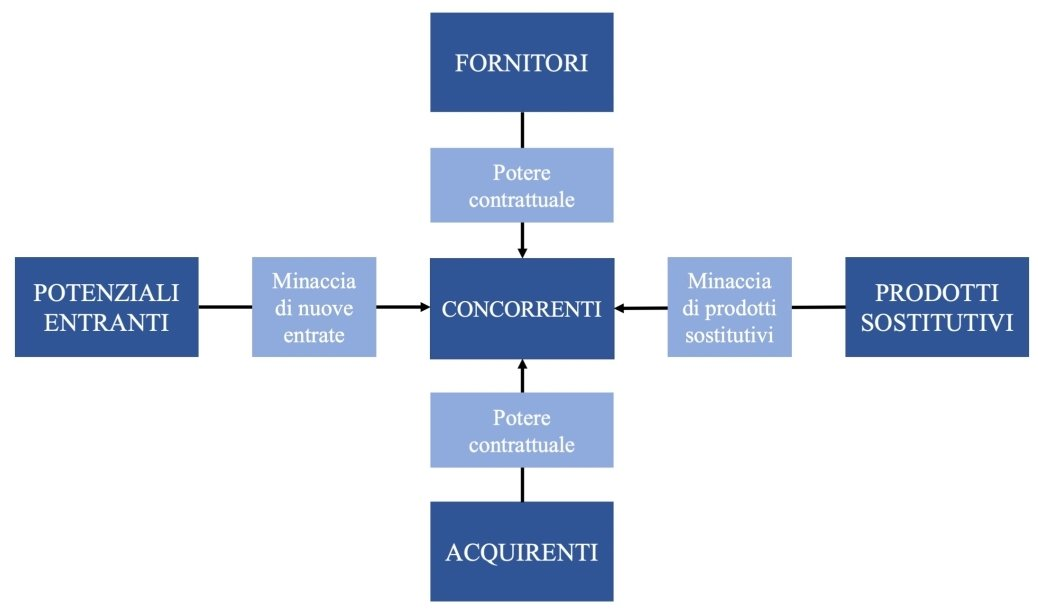 FORNITORI
Potere
contrattuale
POTENZIALI
ENTRANTI
Minaccia
di nuove
entrate
CONCORRENTI
Minaccia
di prodotti
sostitutivi
PRODOTTI
SOSTITUTIVI
Potere
contrattuale
ACQUIRENTI